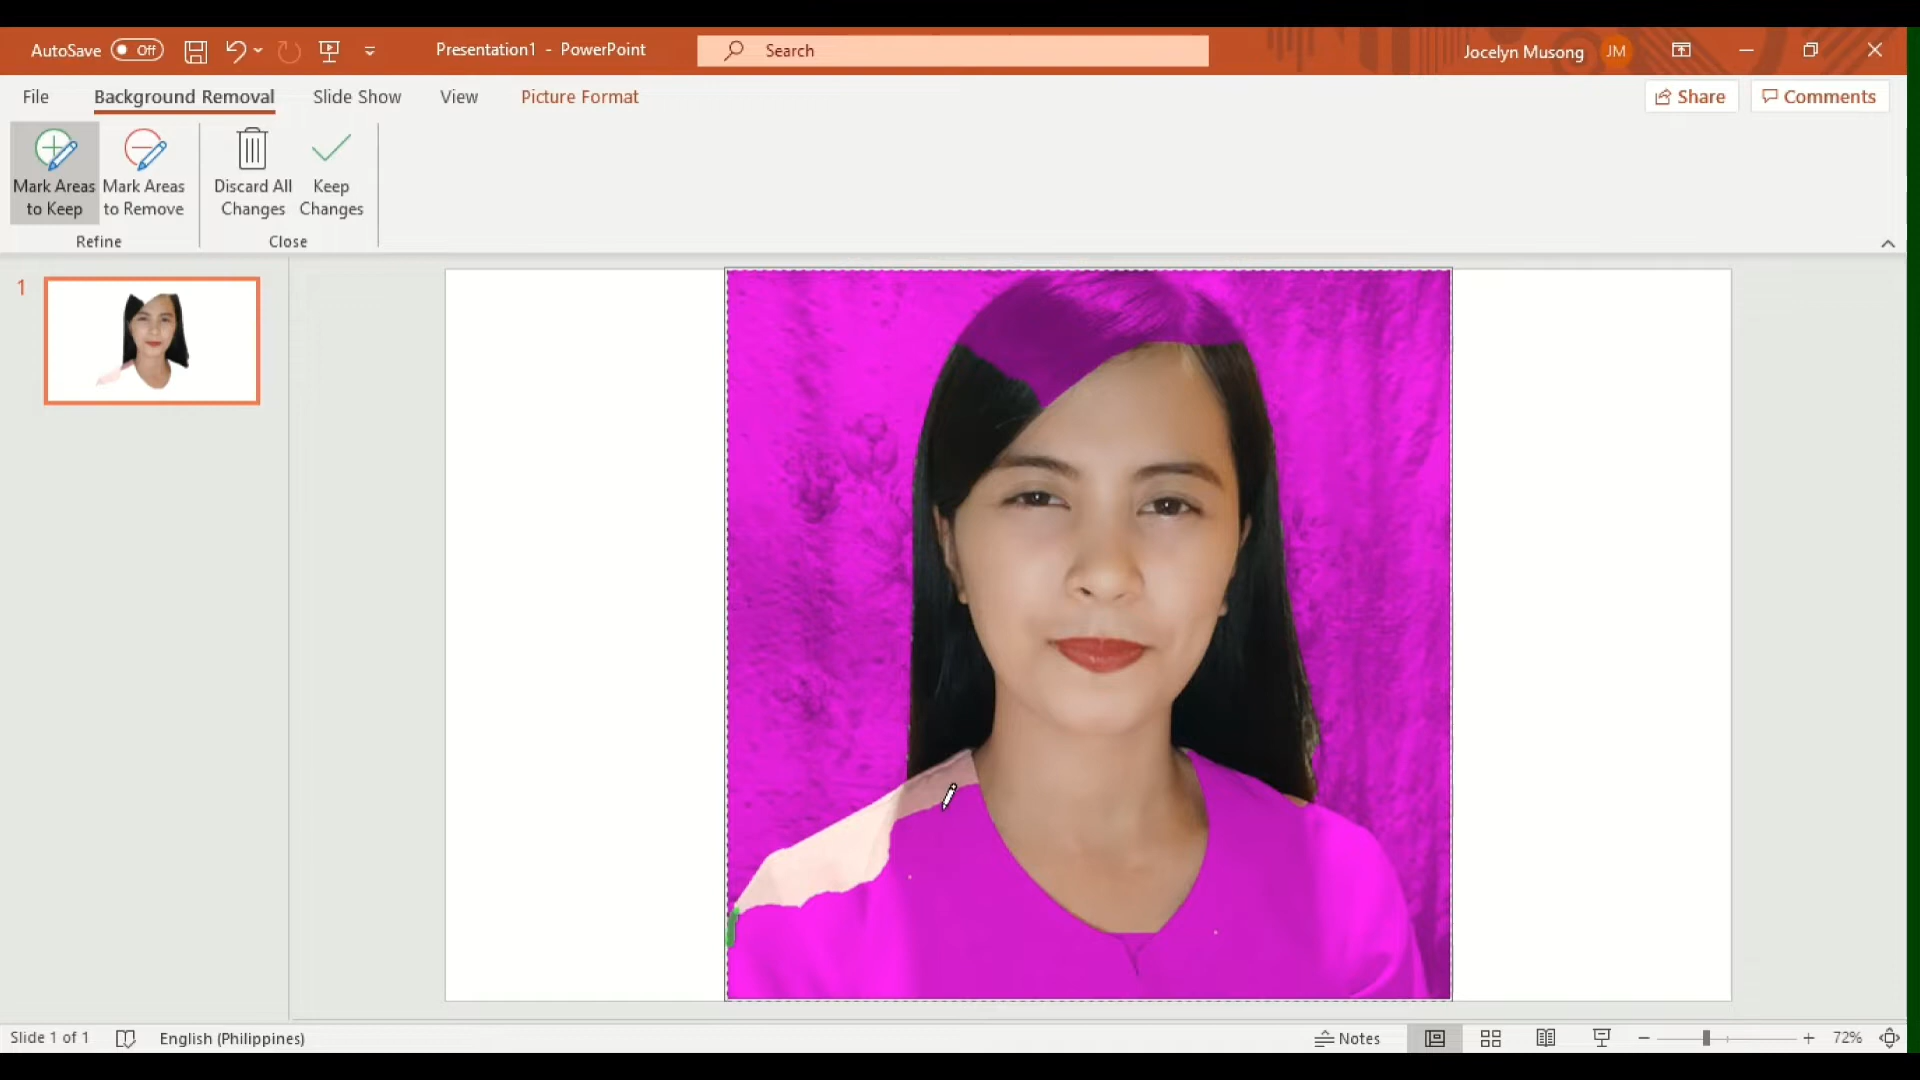 AutoSave Off
Presentation1 - PowerPoint
Search
Jocelyn Musong JM
File Background Removal Slide Show View Picture Format
Share Comments
Mark Areas to Keep
Mark Areas to Remove
Discard All Changes
Keep Changes
Refine
Close
1
Slide 1 of 1 English (Philippines) Notes 72%